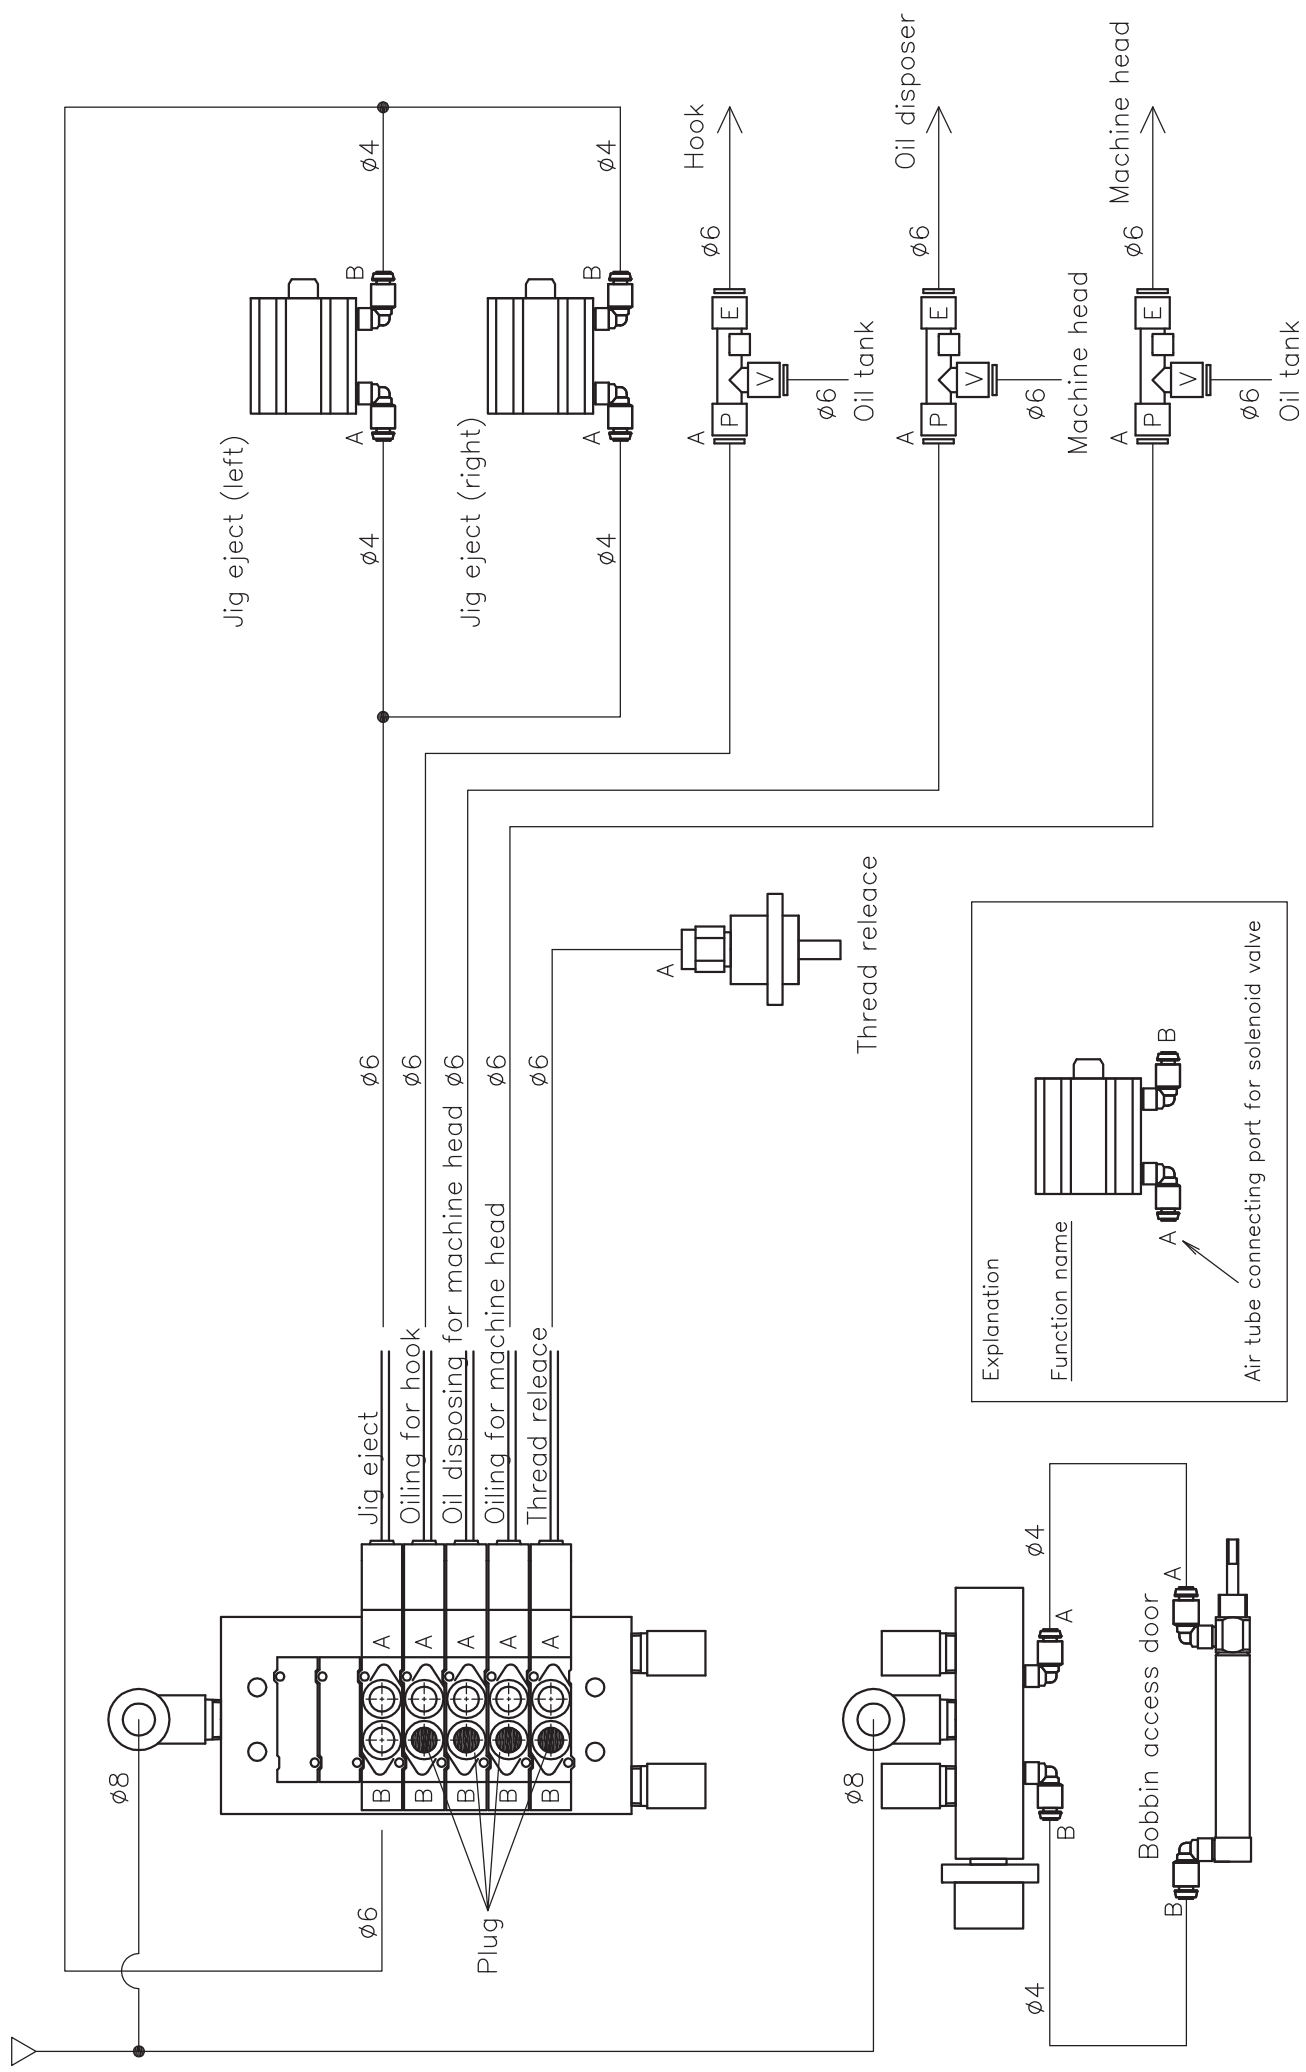 ø8
ø6
Plug
B
B
B
B
B
A
A
A
A
A
Jig eject
Oiling for hook
Oil disposing for machine head
Oiling for machine head
Thread releace
ø6
ø6
ø6
ø6
ø6
Jig eject (left)
ø4
A
B
ø4
Jig eject (right)
ø4
A
B
ø4
A
P
V
E
ø6
Hook
ø6
Oil tank
A
P
V
E
ø6
Oil disposer
ø6
Machine head
A
P
V
E
ø6
Machine head
ø6
Oil tank
A
Thread releace
ø8
B
A
ø4
ø4
Bobbin access door
B
A
Explanation
Function name
A
B
Air tube connecting port for solenoid valve